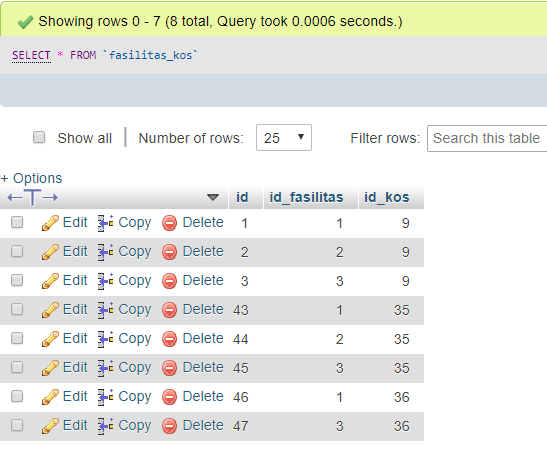 Showing rows 0 - 7 (8 total, Query took 0.0006 seconds.)
SELECT * FROM `fasilitas_kos`
Show all | Number of rows: 25 Filter rows: Search this table
+ Options
←T→ id id_fasilitas id_kos
Edit Copy Delete 1 1 9
Edit Copy Delete 2 2 9
Edit Copy Delete 3 3 9
Edit Copy Delete 43 1 35
Edit Copy Delete 44 2 35
Edit Copy Delete 45 3 35
Edit Copy Delete 46 1 36
Edit Copy Delete 47 3 36